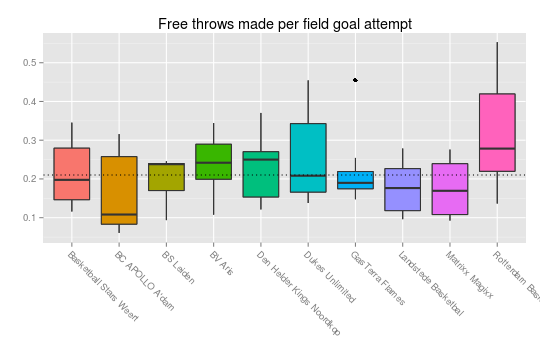 Free throws made per field goal attempt
0.5
0.4
0.3
0.2
0.1
Basketball Stars Weert
BC APOLLO A'dam
BS Leiden
BV Aris
Den Helder Kings Noordkop
Dukes Unlimited
GasTerra Flames
Landstede Basketbal
Matrixx Magixx
Rotterdam Bas